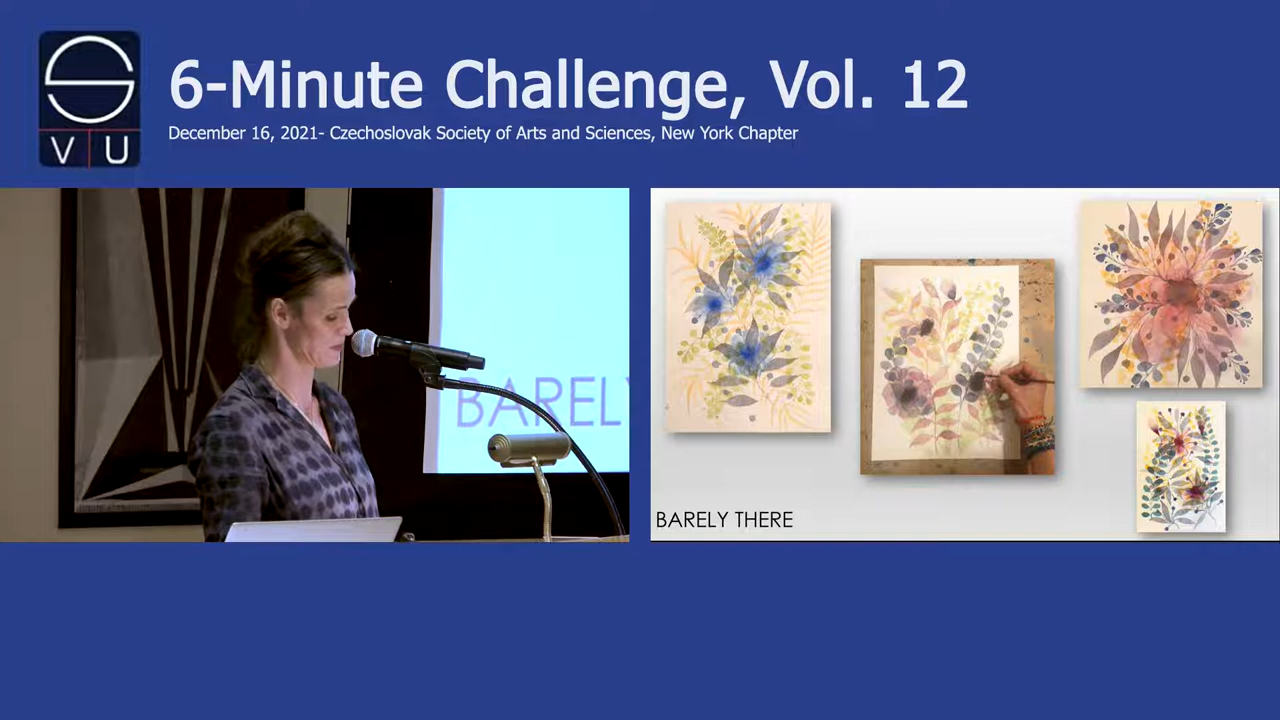 S
V U
6-Minute Challenge, Vol. 12
December 16, 2021- Czechoslovak Society of Arts and Sciences, New York Chapter
BAREL
BARELY THERE